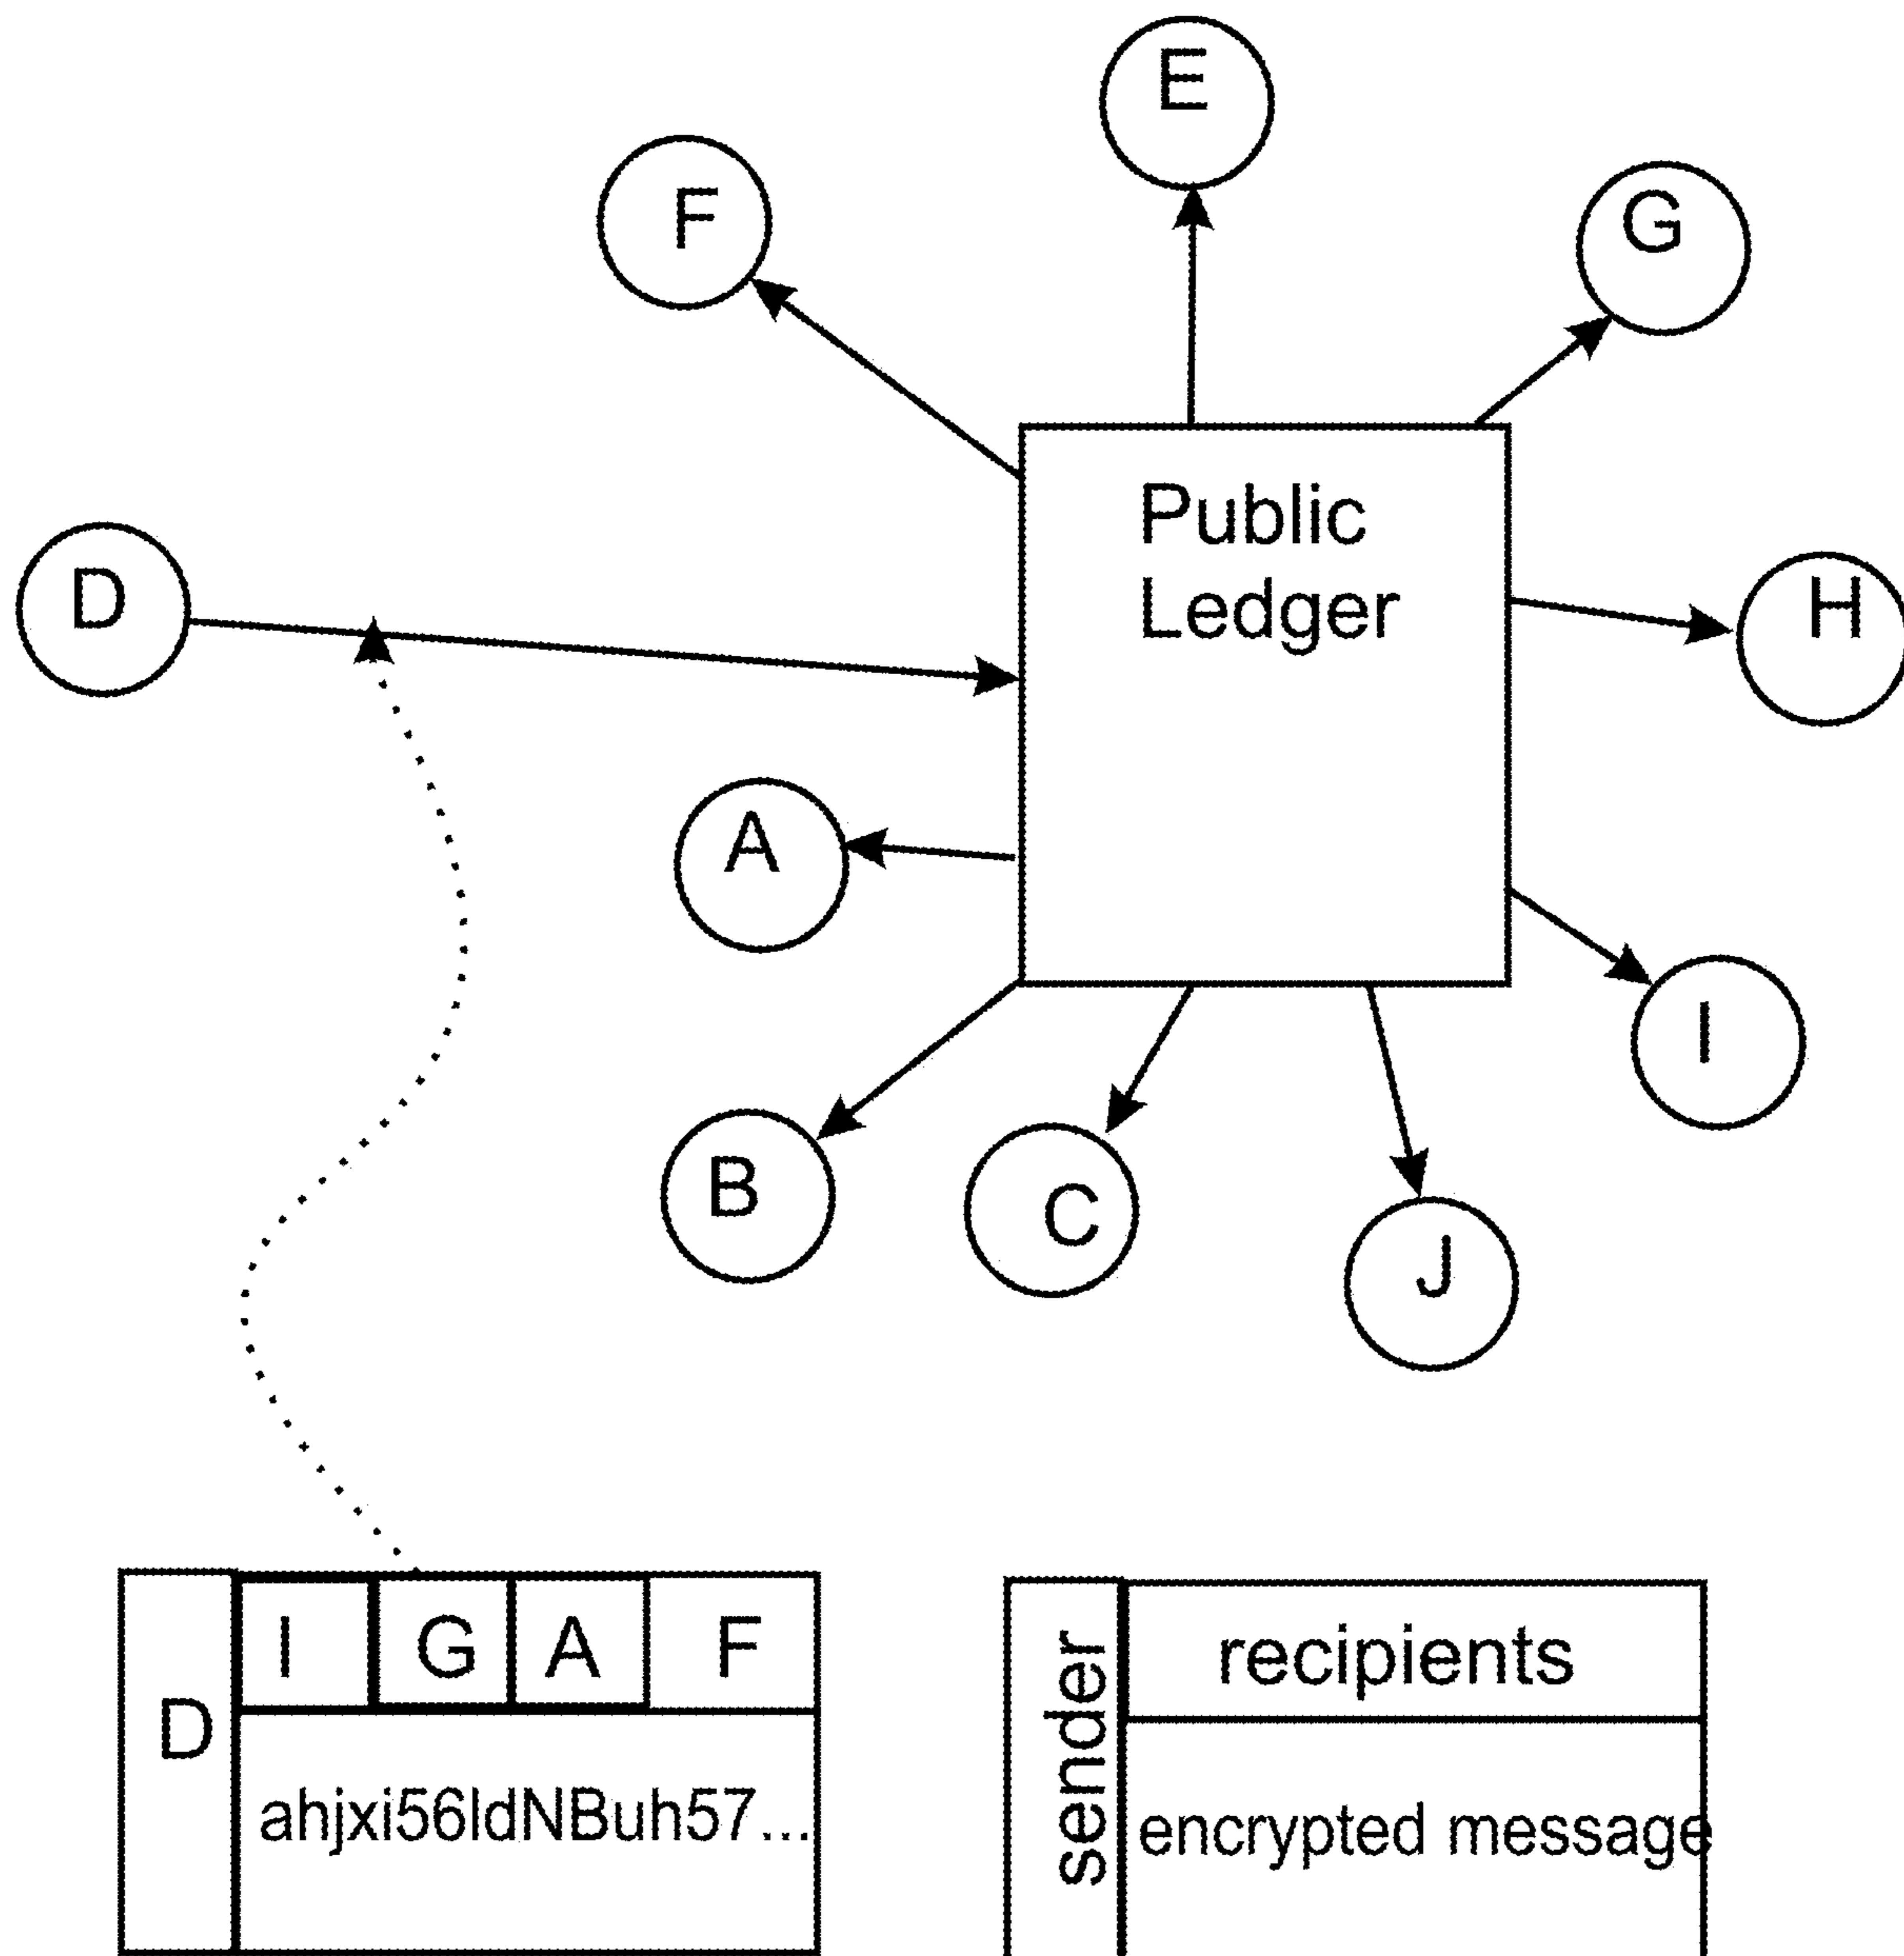 E
F
G
Public
Ledger
D
H
A
I
B
C
J
I G A F
D
ahjxi56ldNBuh57...
recipients
sender
encrypted message